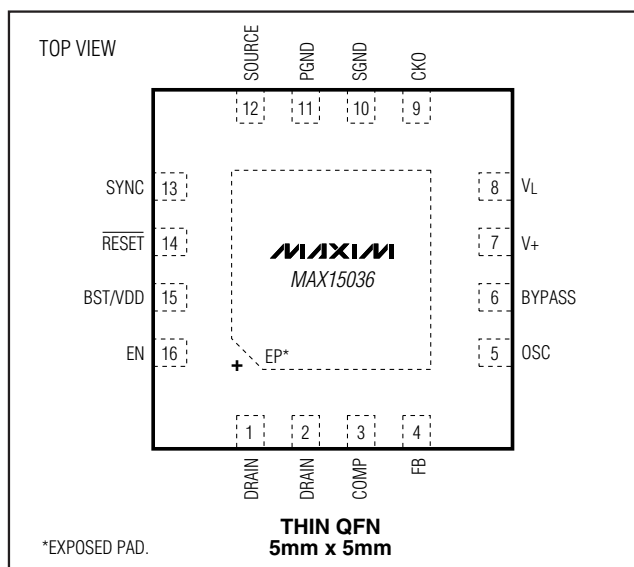 TOP VIEW
SOURCE
PGND
SGND
CKO
12
11
10
9
SYNC 13
8 VL
RESET 14
7 V+
MAXIM
MAX15036
BST/VDD 15
6 BYPASS
EN 16
5 OSC
+
EP*
1
2
3
4
DRAIN
DRAIN
COMP
FB
THIN QFN
5mm x 5mm
*EXPOSED PAD.